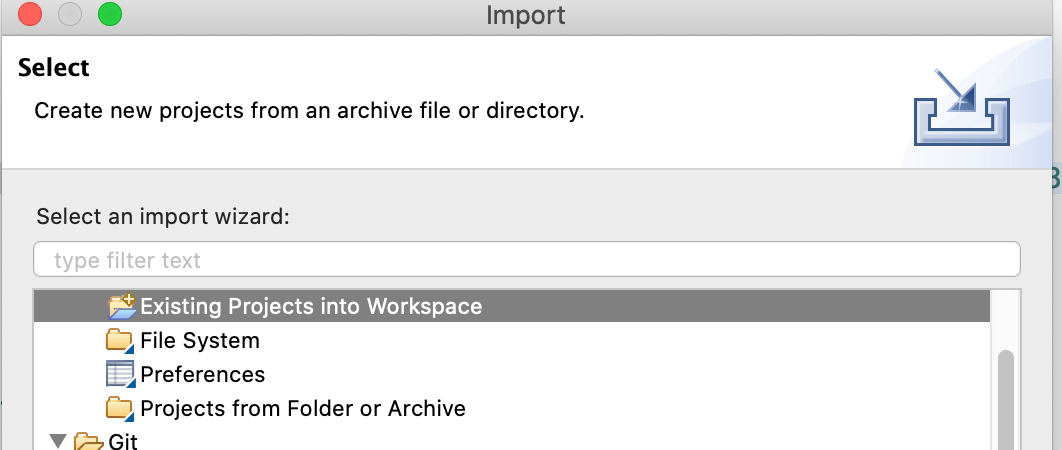 Import
Select
Create new projects from an archive file or directory.
Select an import wizard:
type filter text
Existing Projects into Workspace
File System
Preferences
Projects from Folder or Archive
Git